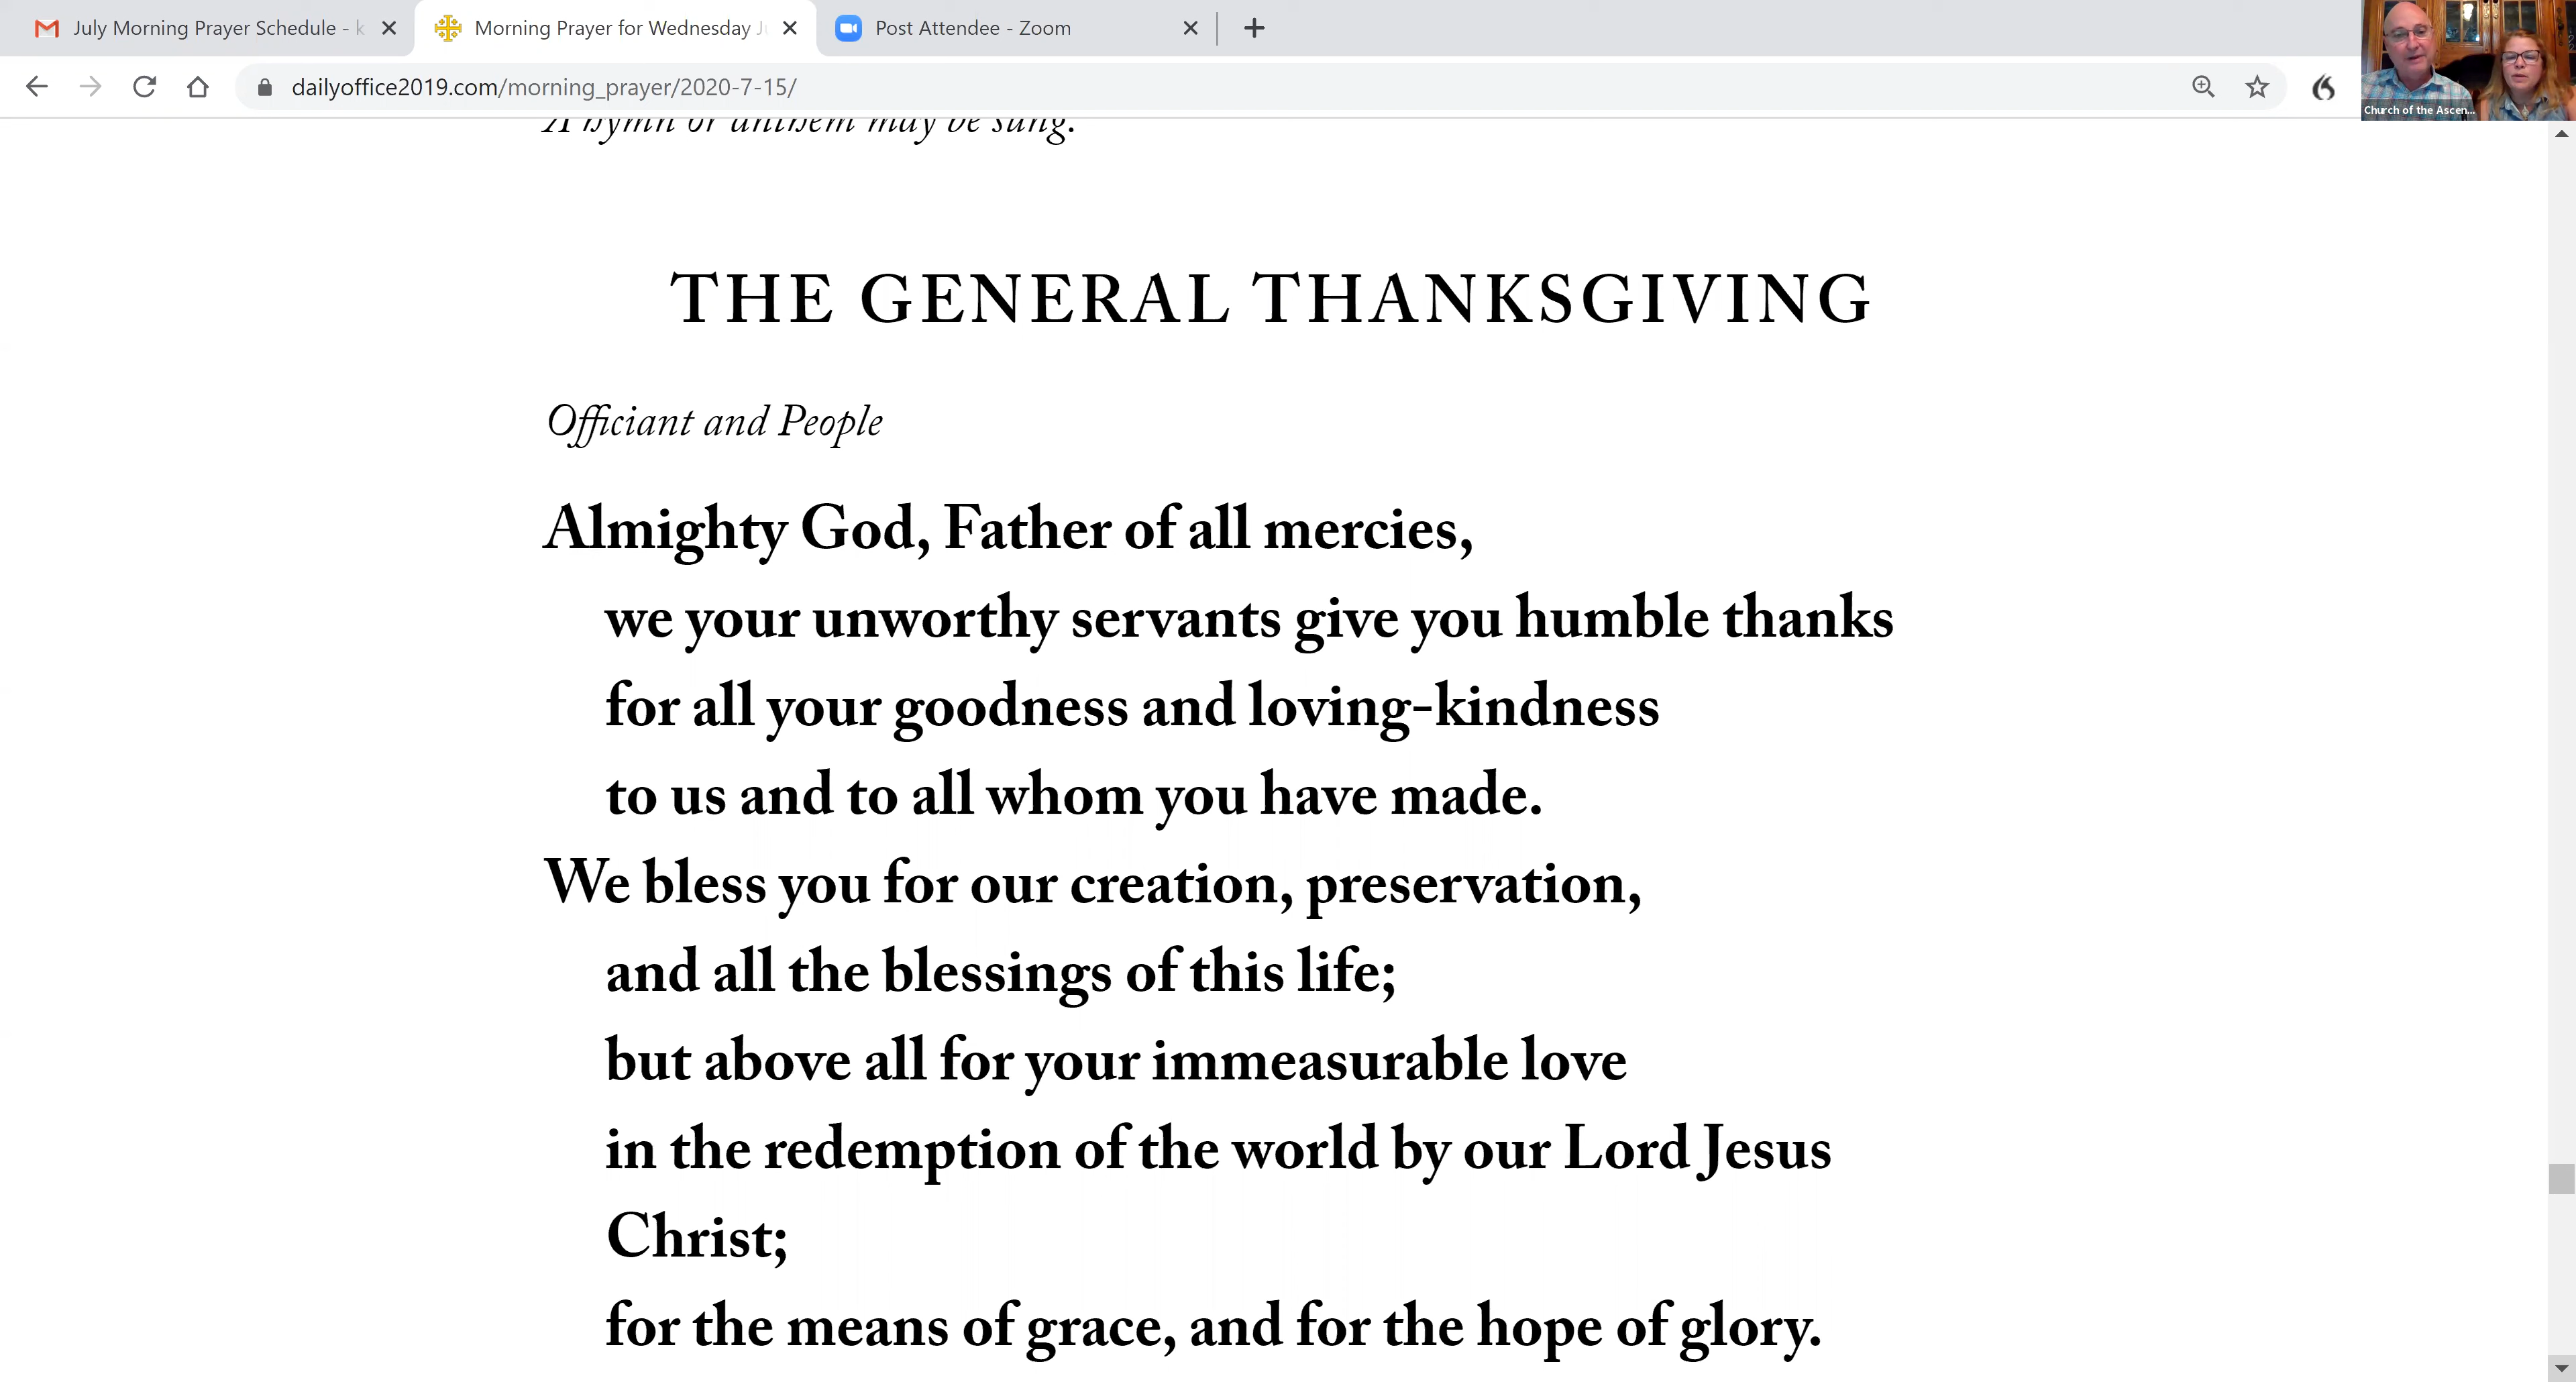 July Morning Prayer Schedule - k
Morning Prayer for Wednesday Ju
Post Attendee - Zoom
dailyoffice2019.com/morning_prayer/2020-7-15/
Church of the Ascen...
A hymn or anthem may be sung.
THE GENERAL THANKSGIVING
Officiant and People
Almighty God, Father of all mercies,
we your unworthy servants give you humble thanks
for all your goodness and loving-kindness
to us and to all whom you have made.
We bless you for our creation, preservation,
and all the blessings of this life;
but above all for your immeasurable love
in the redemption of the world by our Lord Jesus
Christ;
for the means of grace, and for the hope of glory.